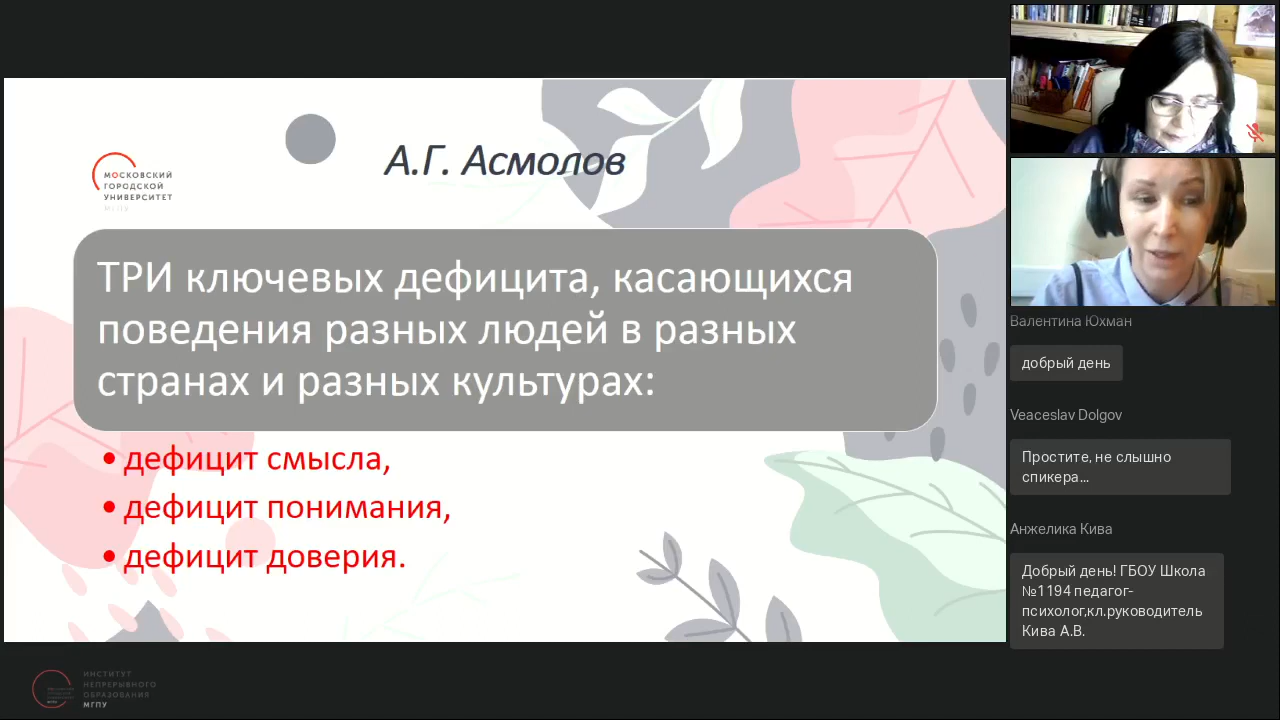 А.Г. Асмолов
МОСКОВСКИЙ
ГОРОДСКОЙ
УНИВЕРСИТЕТ
МГПУ
ТРИ ключевых дефицита, касающихся
поведения разных людей в разных
странах и разных культурах:
• дефицит смысла,
• дефицит понимания,
• дефицит доверия.
ИНСТИТУТ
НЕПРЕРЫВНОГО
ОБРАЗОВАНИЯ
МГПУ
Валентина Юхман
добрый день
Veaceslav Dolgov
Простите, не слышно
спикера...
Анжелика Кива
Добрый день! ГБОУ Школа
№1194 педагог-
психолог,кл.руководитель
Кива А.В.